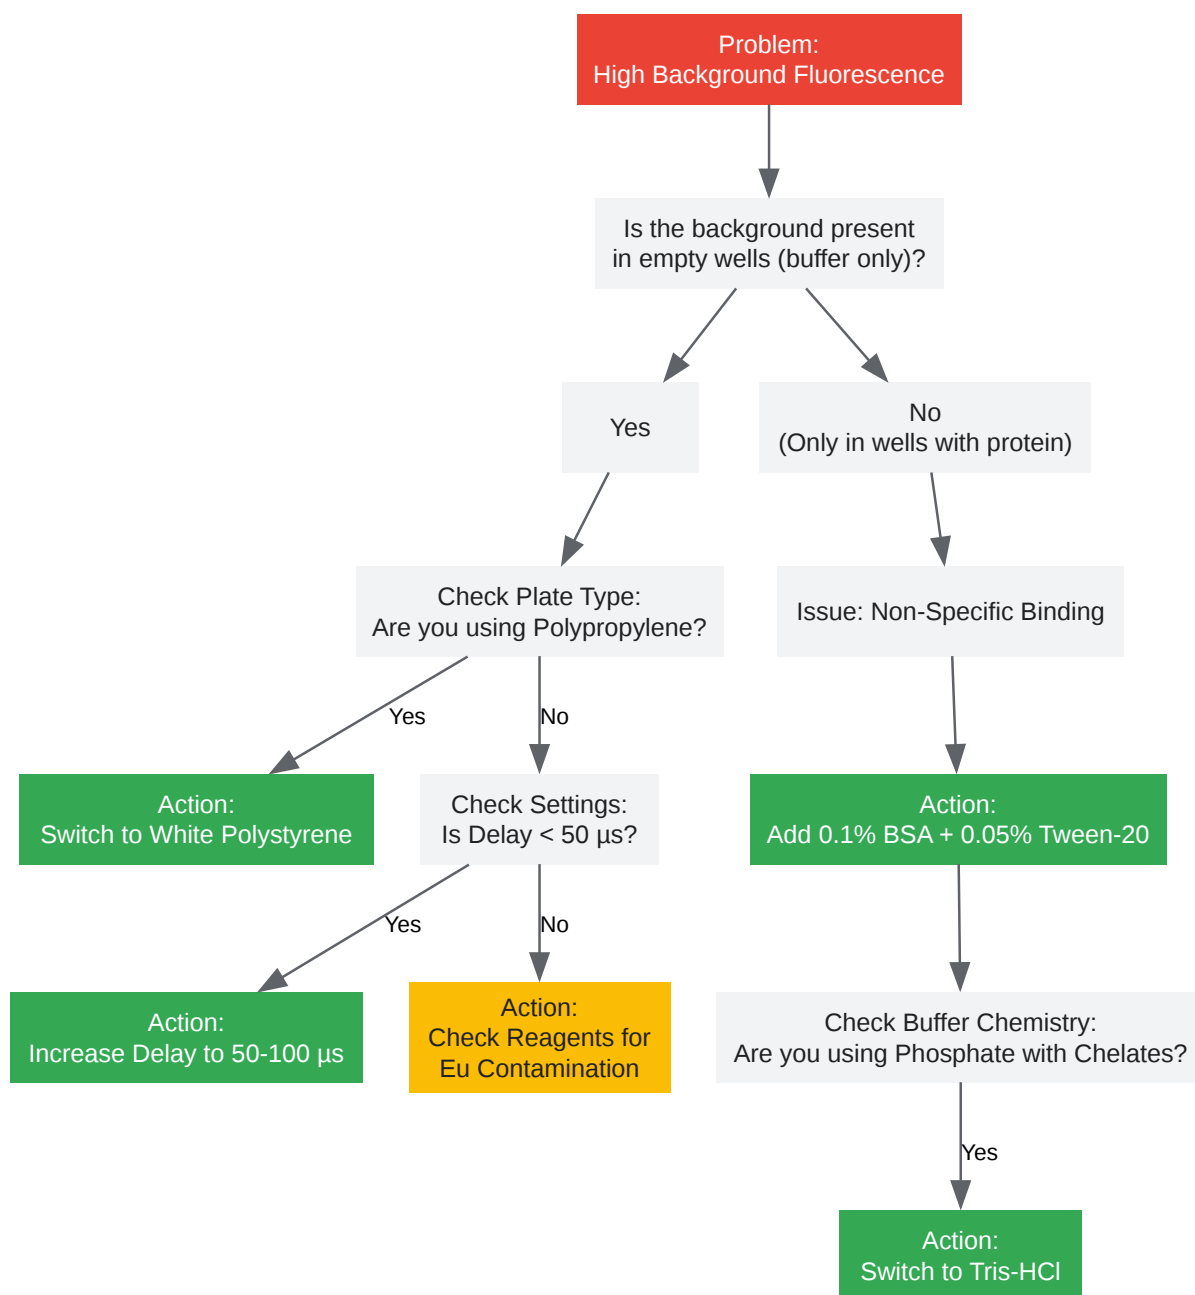 Problem:
High Background Fluorescence
Is the background present
in empty wells (buffer only)?
Yes
No
(Only in wells with protein)
Check Plate Type:
Are you using Polypropylene?
Issue: Non-Specific Binding
Yes
No
Action:
Switch to White Polystyrene
Check Settings:
Is Delay < 50 µs?
Action:
Add 0.1% BSA + 0.05% Tween-20
Yes
No
Action:
Increase Delay to 50-100 µs
Action:
Check Reagents for
Eu Contamination
Check Buffer Chemistry:
Are you using Phosphate with Chelates?
Yes
Action:
Switch to Tris-HCl